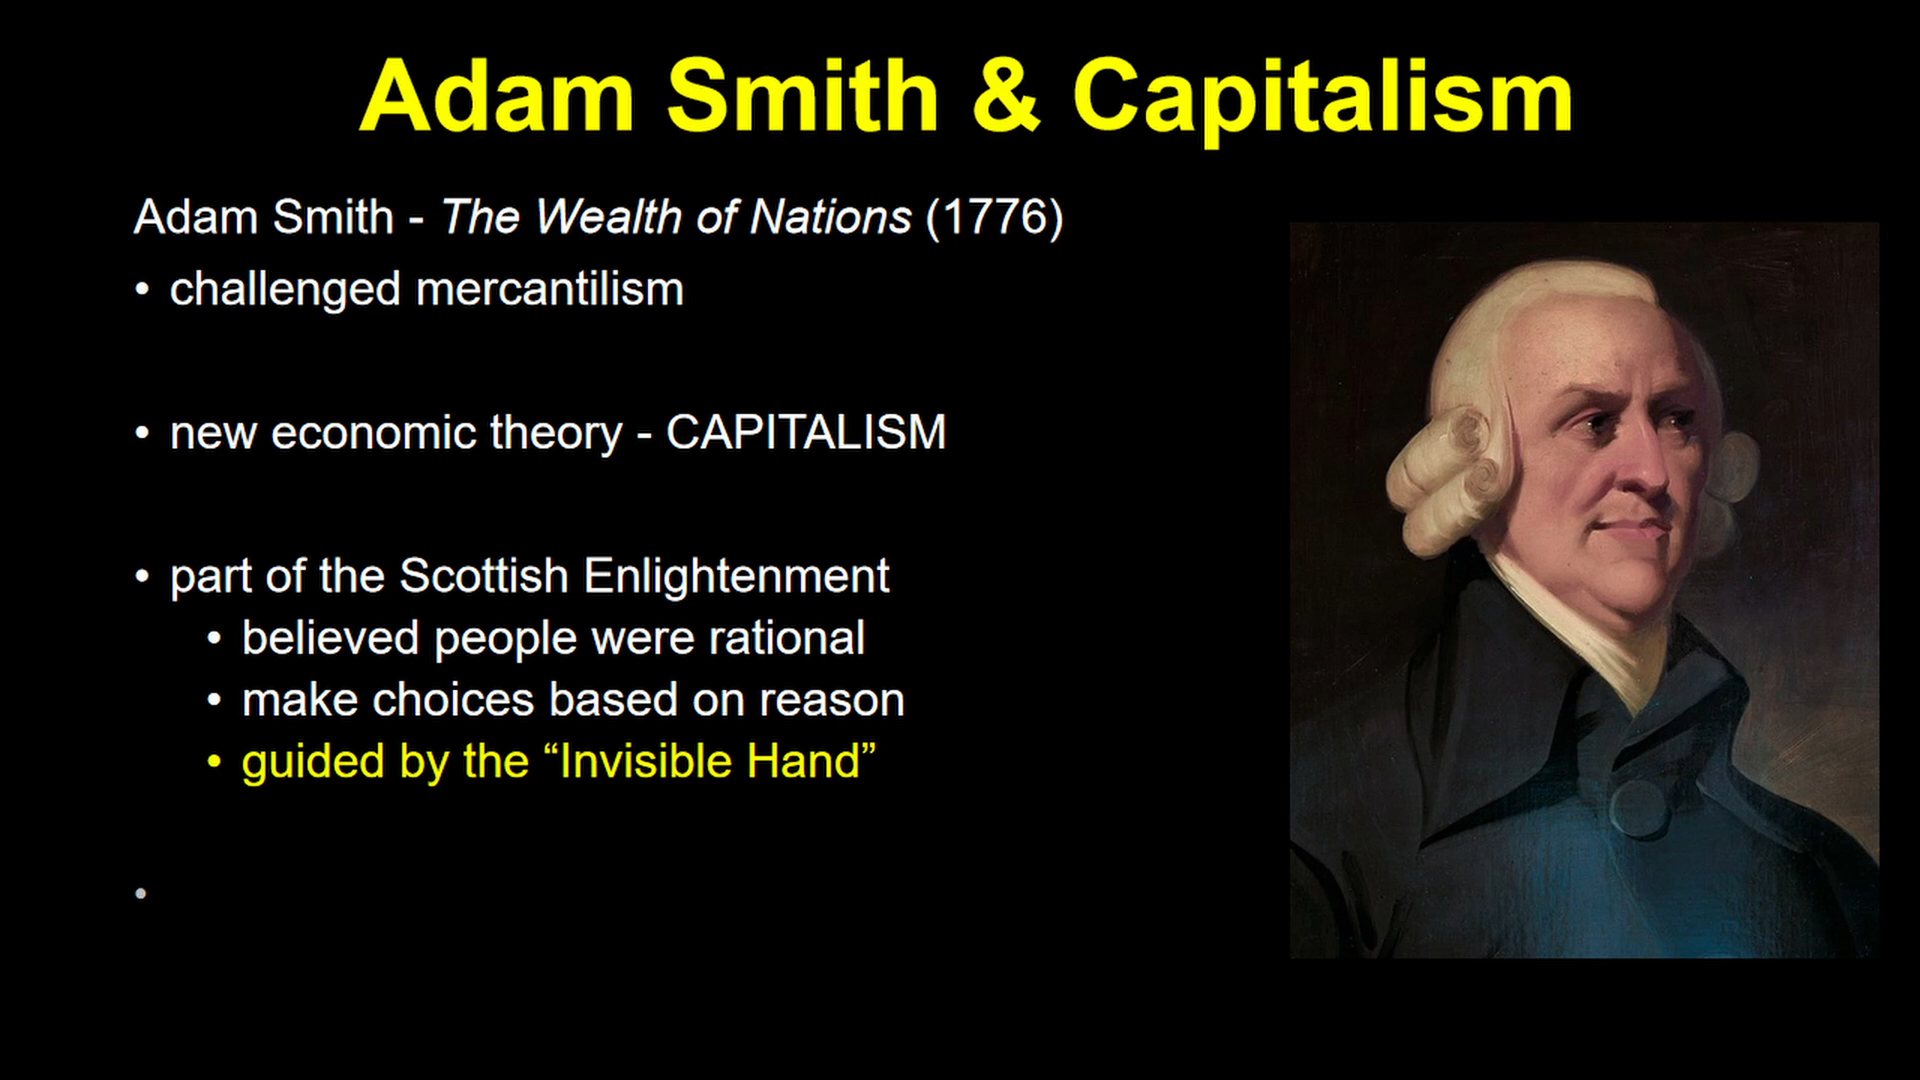 Adam Smith & Capitalism
Adam Smith - The Wealth of Nations (1776)
• challenged mercantilism
• new economic theory - CAPITALISM
• part of the Scottish Enlightenment
• believed people were rational
• make choices based on reason
• guided by the “Invisible Hand”
•